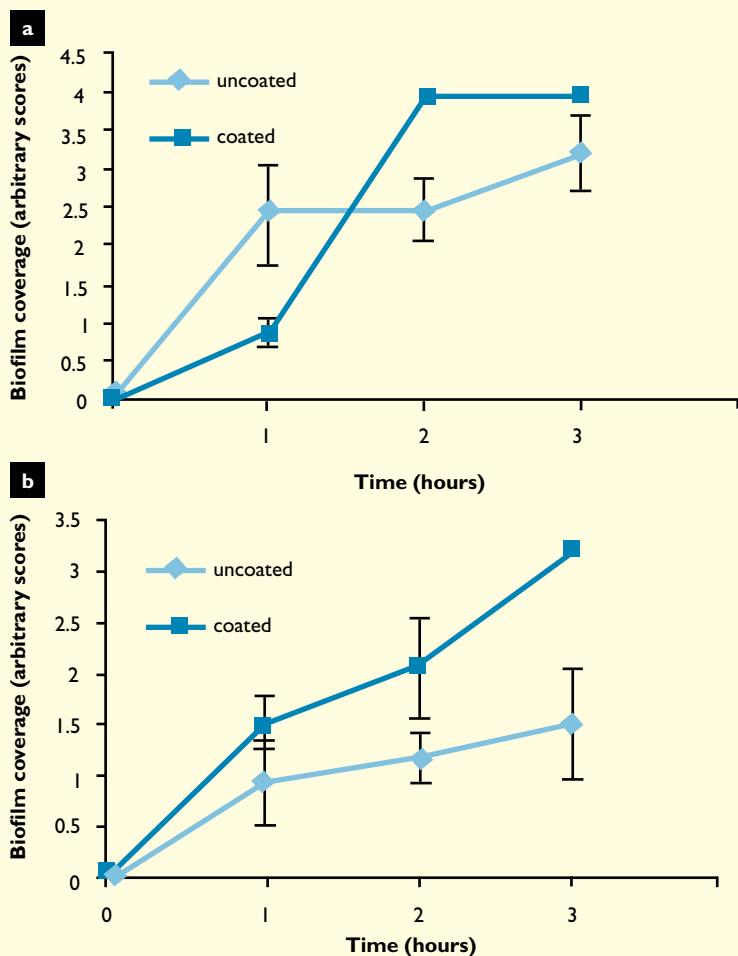 a
Biofilm coverage (arbitrary scores)
4.5
4
3.5
3
2.5
2
1.5
1
0.5
0
uncoated
coated
1 2 3
Time (hours)
b
Biofilm coverage (arbitrary scores)
3.5
3
2.5
2
1.5
1
0.5
0
uncoated
coated
0 1 2 3
Time (hours)